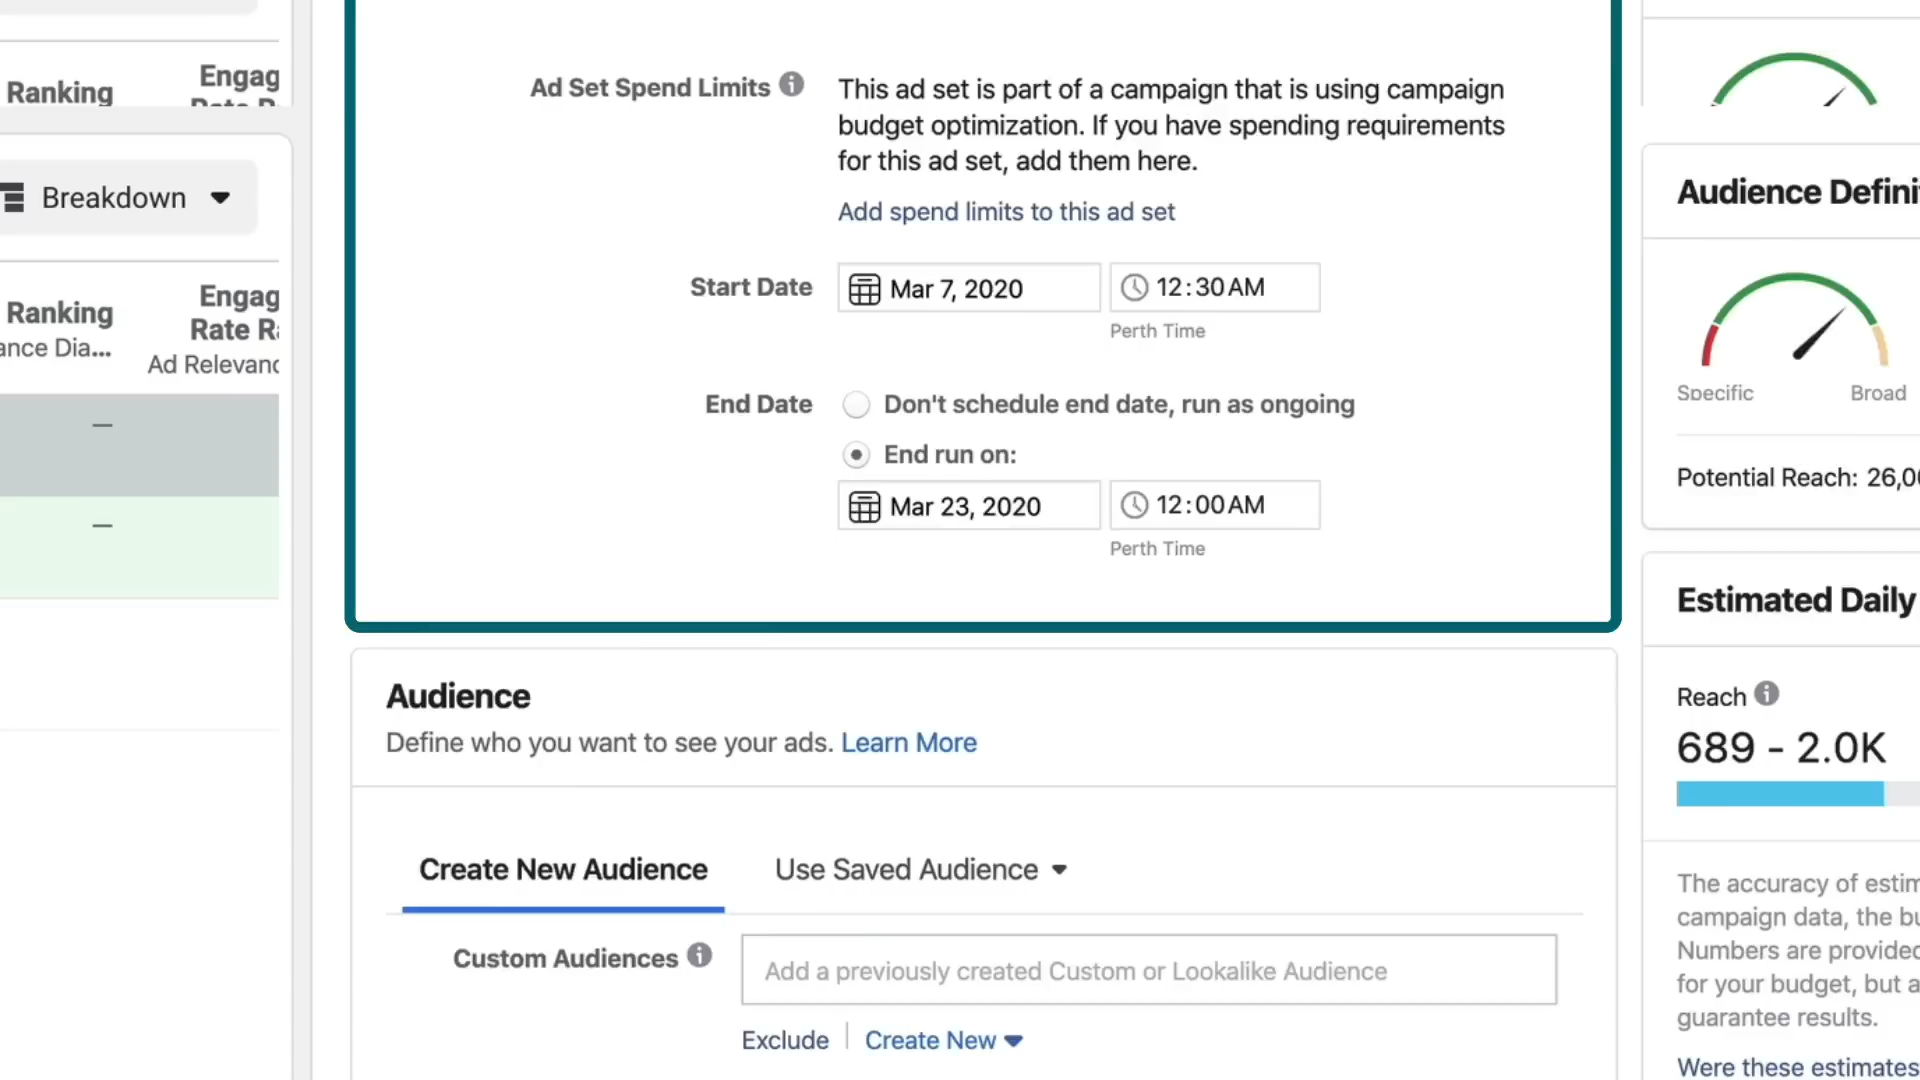 Ranking
Engag
Breakdown
Ranking
Engag
Rate Ra
Ad Relevanc
Ad Set Spend Limits
This ad set is part of a campaign that is using campaign
budget optimization. If you have spending requirements
for this ad set, add them here.
Add spend limits to this ad set
Start Date
Mar 7, 2020
12:30AM
Perth Time
End Date
Don't schedule end date, run as ongoing
End run on:
Mar 23, 2020
12:00AM
Perth Time
Audience
Define who you want to see your ads. Learn More
Create New Audience
Use Saved Audience
Custom Audiences
Add a previously created Custom or Lookalike Audience
Exclude
Create New
Audience Defini
Specific
Broad
Potential Reach: 26,0
Estimated Daily
Reach
689 - 2.0K
The accuracy of estim
campaign data, the bu
Numbers are provided
for your budget, but a
guarantee results.
Were these estimates